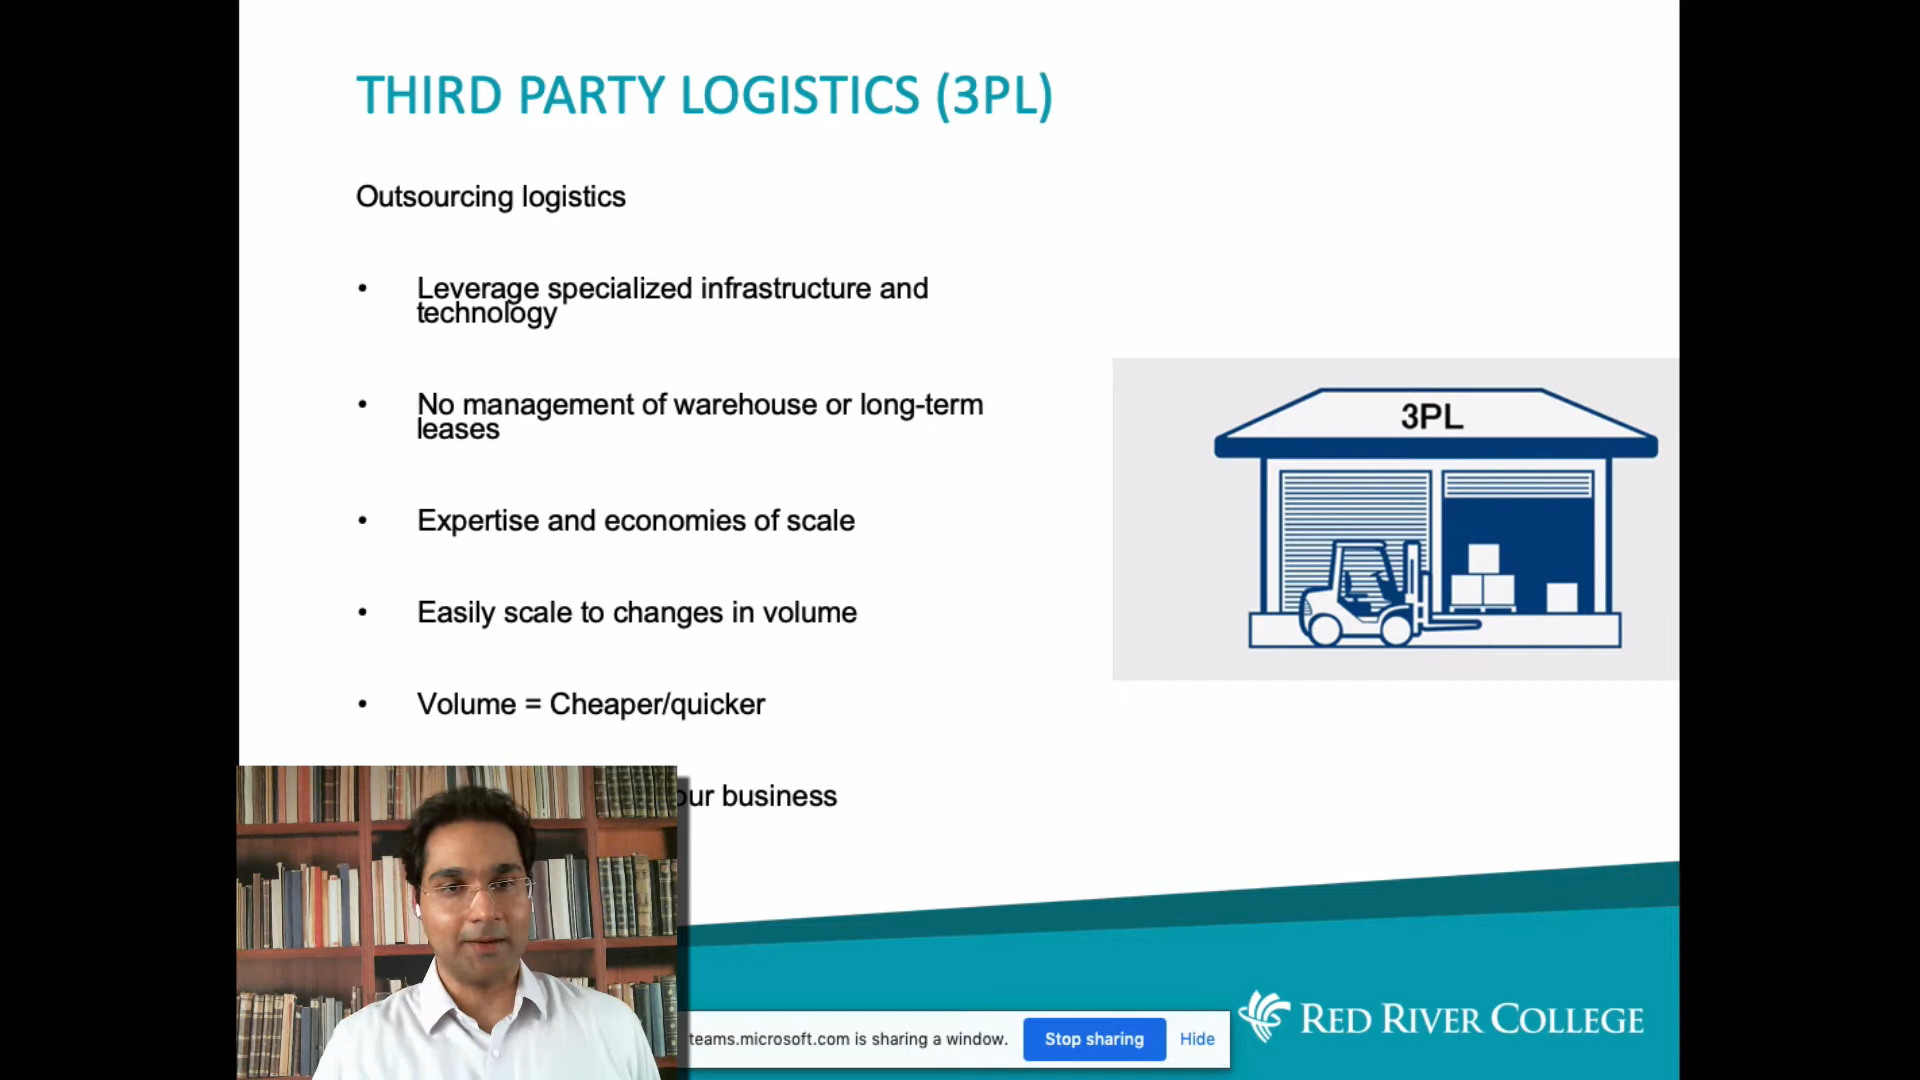 THIRD PARTY LOGISTICS (3PL)
Outsourcing logistics
• Leverage specialized infrastructure and
technology
• No management of warehouse or long-term
leases
• Expertise and economies of scale
• Easily scale to changes in volume
• Volume = Cheaper/quicker
our business
3PL
teams.microsoft.com is sharing a window. Stop sharing Hide
RED RIVER COLLEGE